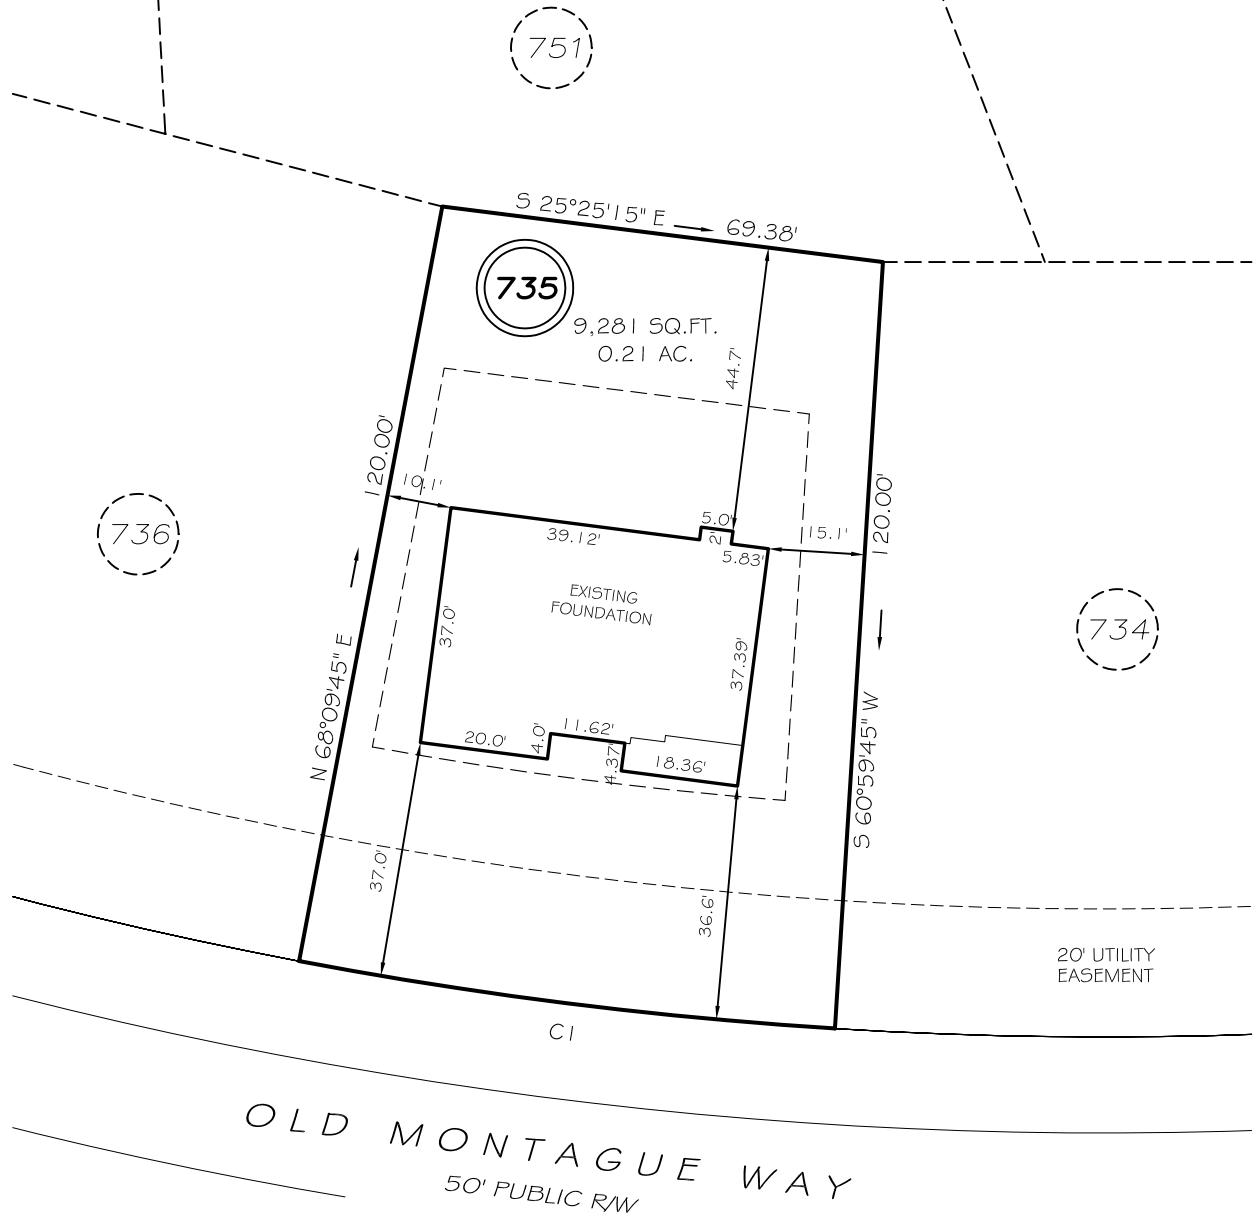 751
S 25°25'15" E
69.38'
735
9,281 SQ.FT.
0.21 AC.
44.7'
120.00'
10.1'
120.00'
5.0'
2'
39.12'
5.83'
15.1'
736
EXISTING
FOUNDATION
37.0'
37.39'
734
N 68°09'45" E
S 60°59'45" W
20.0'
4.0'
11.62'
4.37'
18.36'
37.0'
36.6'
20' UTILITY
EASEMENT
C1
OLD MONTAGUE WAY
50' PUBLIC R/W